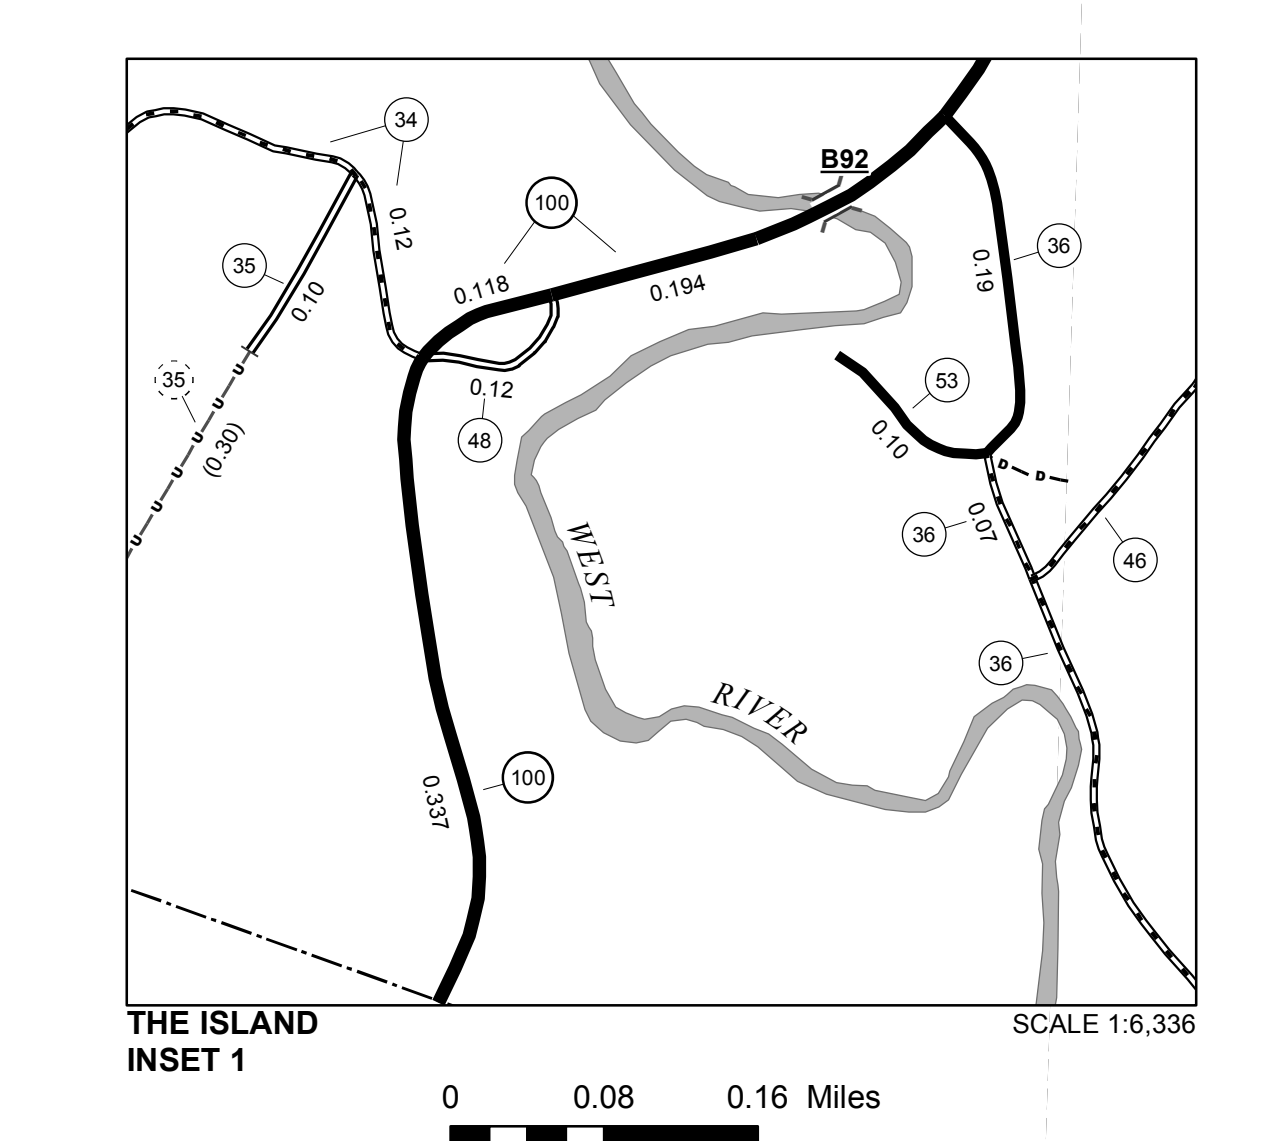 34
B92
100
0.12
36
35
0.19
0.118
0.194
0.10
35
53
0.12
(0.30)
0.10
48
D
D
U
U
U
U
U
U
0.07
36
46
WEST
36
RIVER
100
0.337
THE ISLAND
INSET 1
SCALE 1:6,336
0 0.08 0.16 Miles